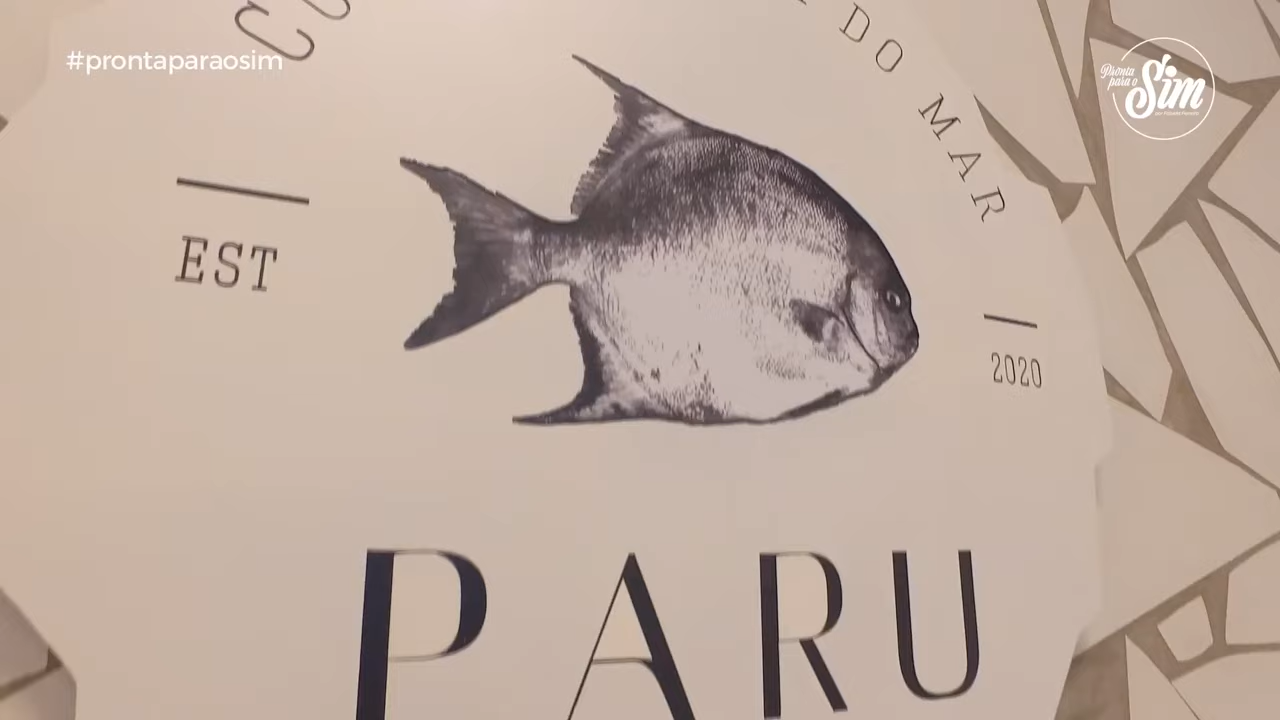 #prontaparaosim
Pronta
para o
Sim
DO MAR
EST
2020
PARU